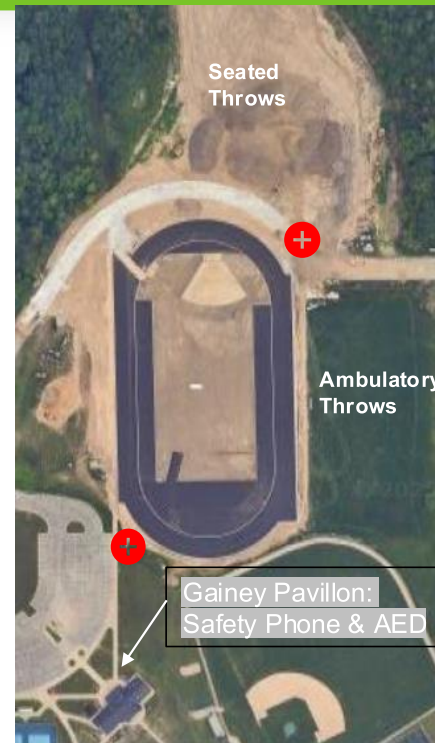 Seated
Throws
Ambulatory
Throws
Gainey Pavillon:
Safety Phone & AED